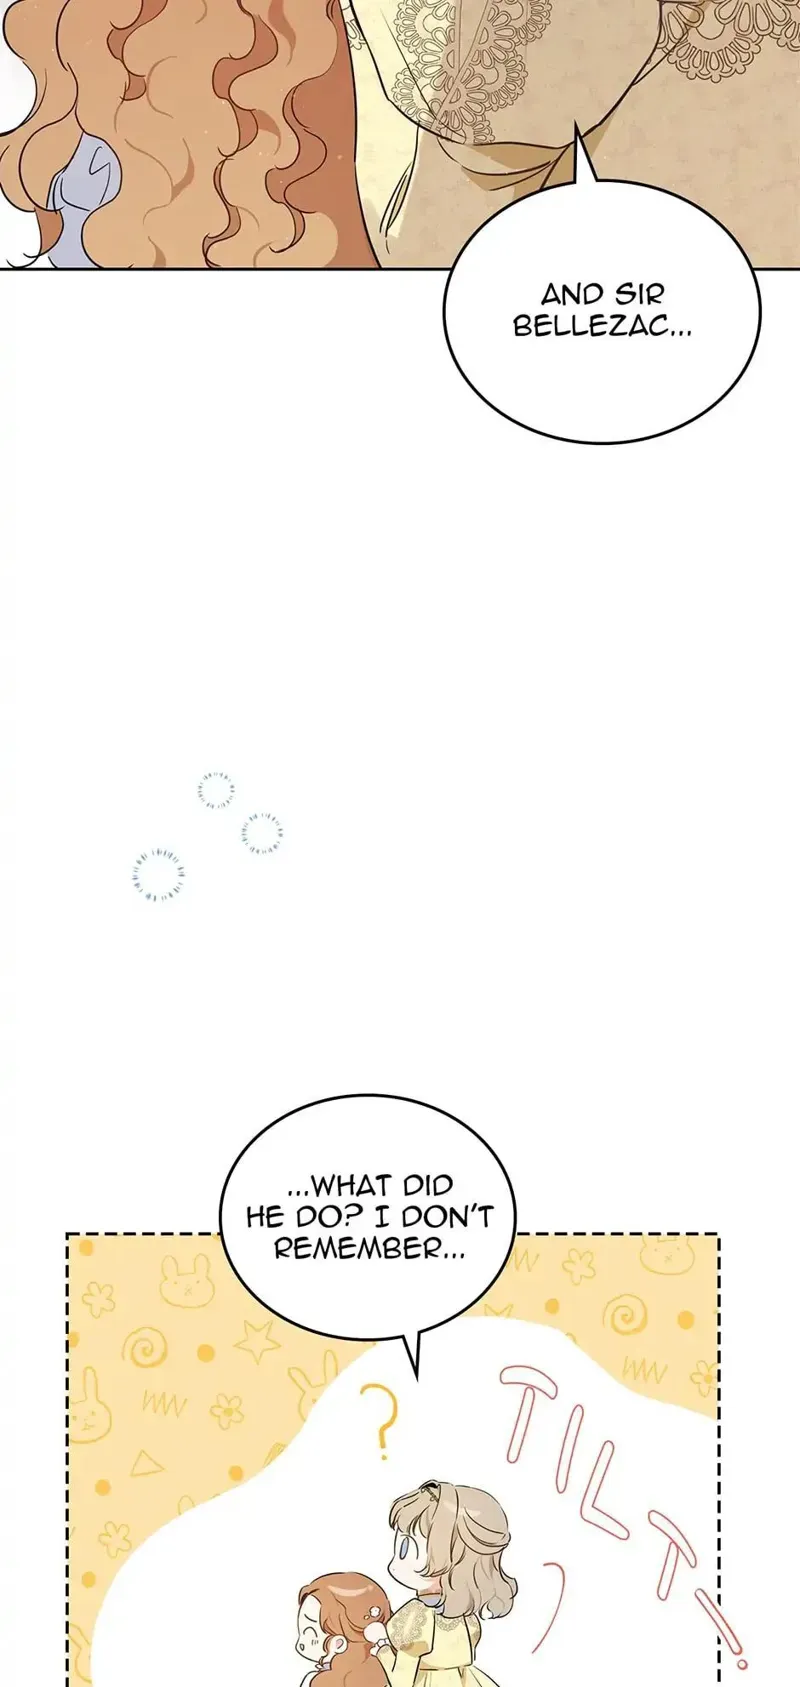 AND SIR
BELLEZAC...
...WHAT DID
HE DO? I DON'T
REMEMBER...
?
TILT!